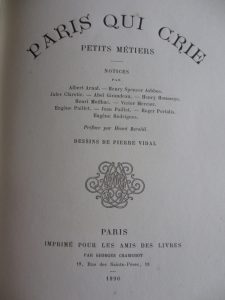 PARIS QUI CRIE
PETITS MÉTIERS
NOTICES
PAR
Albert Arnal. — Henry Spencer Ashbee.
Jules Claretie. — Abel Giraudeau. — Henry Houssaye.
Henri Meilhac. — Victor Mercier.
Eugène Paillet. — Jean Paillet. — Roger Portalis.
Eugène Rodrigues.
Préface par Henri Beraldi
DESSINS DE PIERRE VIDAL
PARIS
IMPRIMÉ POUR LES AMIS DES LIVRES
PAR GEORGES CHAMEROT
19, Rue des Saints-Pères, 19
1890